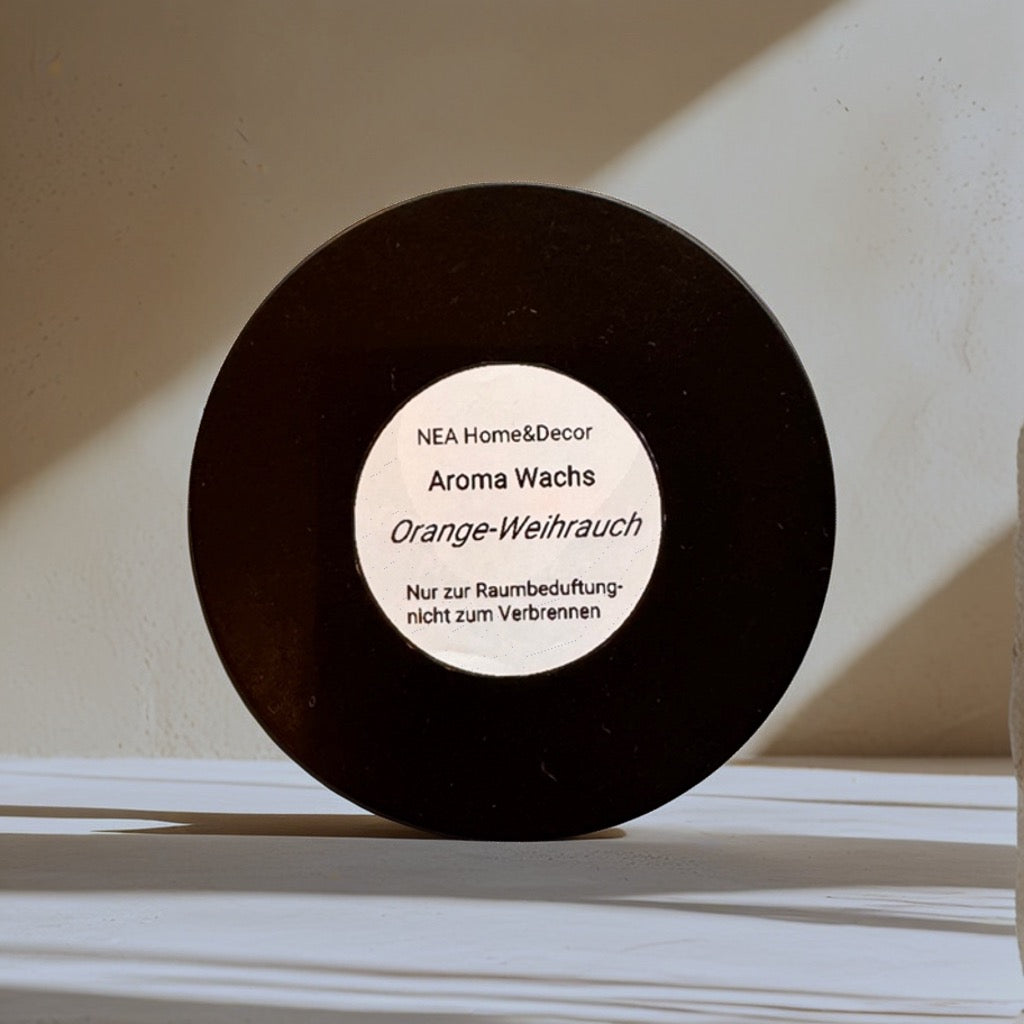 NEA Home&Decor
Aroma Wachs
Orange-Weihrauch
Nur zur Raumbeduftung-
nicht zum Verbrennen